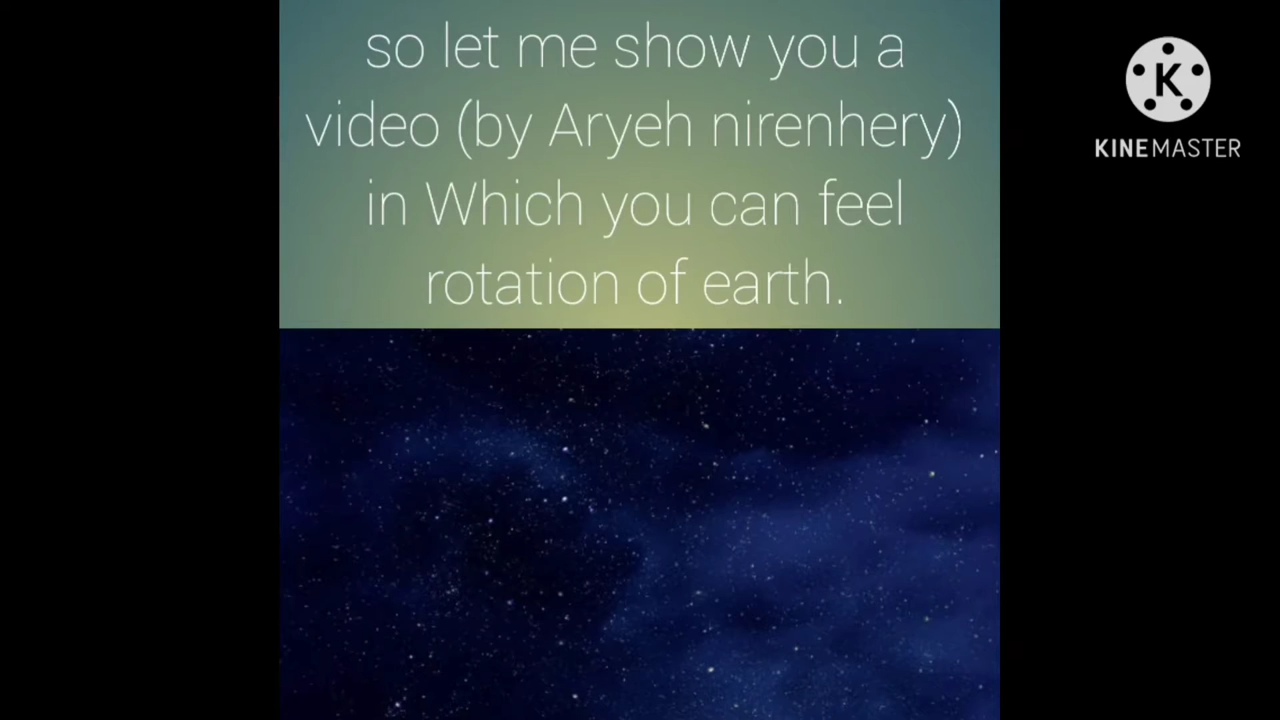 so let me show you a
video (by Aryeh nirenhery)
in Which you can feel
rotation of earth.
K
KINEMASTER